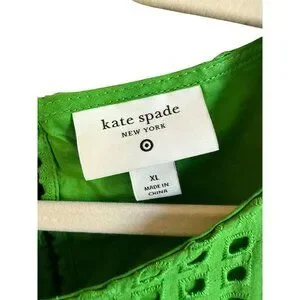 kate spade
NEW YORK
XL
MADE IN
CHINA